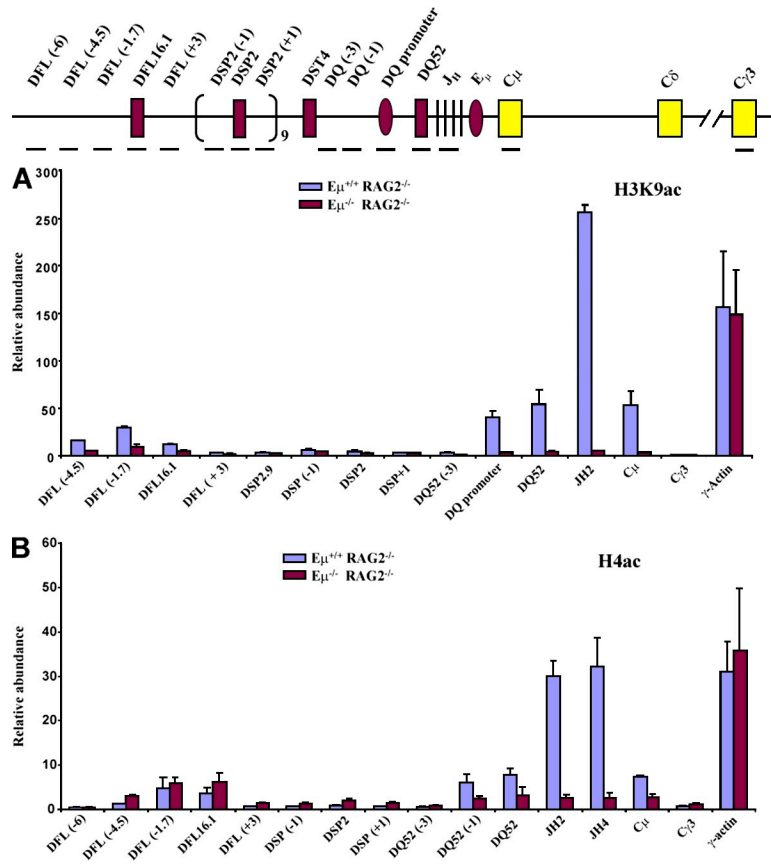 DFL (-6) DFL (-4.5) DFL (-1.7) DFL16.1 DFL (+3) DSP2 (-1) DSP2 DSP2 (+1) DST4 DQ (-3) DQ (-1) DQ promoter DQ52 JH Eμ Cμ Cδ Cγ3
9
A
Eμ+/+ RAG2-/-
Eμ-/- RAG2-/-
H3K9ac
Relative abundance
300
250
200
150
100
50
0
DFL (-4.5) DFL (-1.7) DFL16.1 DFL (+3) DSP2.9 DSP (-1) DSP2 DSP+1 DQ52 (-3) DQ promoter DQ52 JH2 Cμ Cγ3 γ-Actin
B
Eμ+/+ RAG2-/-
Eμ-/- RAG2-/-
H4ac
Relative abundance
60
50
40
30
20
10
0
DFL (-6) DFL (-4.5) DFL (-1.7) DFL16.1 DFL (+3) DSP (-1) DSP2 DSP (+1) DQ52 (-3) DQ52 (-1) DQ52 JH2 JH4 Cμ Cγ3 γ-actin